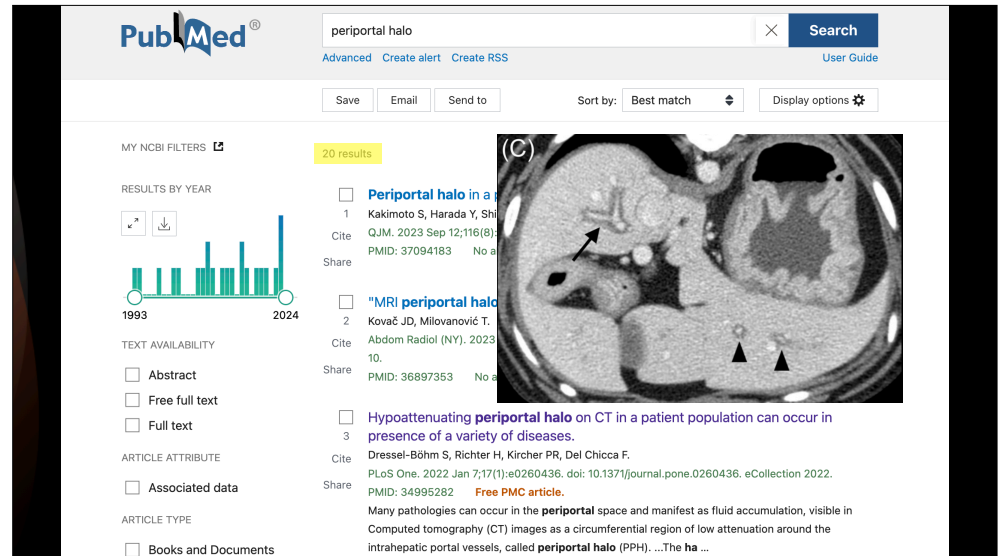 PubMed®
periportal halo
Search
Advanced Create alert Create RSS
User Guide
Save Email Send to
Sort by: Best match
Display options
MY NCBI FILTERS
20 results
RESULTS BY YEAR
1993 2024
TEXT AVAILABILITY
Abstract
Free full text
Full text
ARTICLE ATTRIBUTE
Associated data
ARTICLE TYPE
Books and Documents
(C)
Periportal halo in a
1
Kakimoto S, Harada Y,
Cite
QJM. 2023 Sep 12;116(8):
PMID: 37094183 No
Share
"MRI periportal halo
2
Kovač JD, Milovanović T.
Cite
Abdom Radiol (NY). 2023
10.
Share
PMID: 36897353 No
Hypoattenuating periportal halo on CT in a patient population can occur in
3
presence of a variety of diseases.
Dressel-Böhm S, Richter H, Kircher PR, Del Chicca F.
Cite
PLoS One. 2022 Jan 7;17(1):e0260436. doi: 10.1371/journal.pone.0260436. eCollection 2022.
Share
PMID: 34995282 Free PMC article.
Many pathologies can occur in the periportal space and manifest as fluid accumulation, visible in
Computed tomography (CT) images as a circumferential region of low attenuation around the
intrahepatic portal vessels, called periportal halo (PPH). ...The ha ...